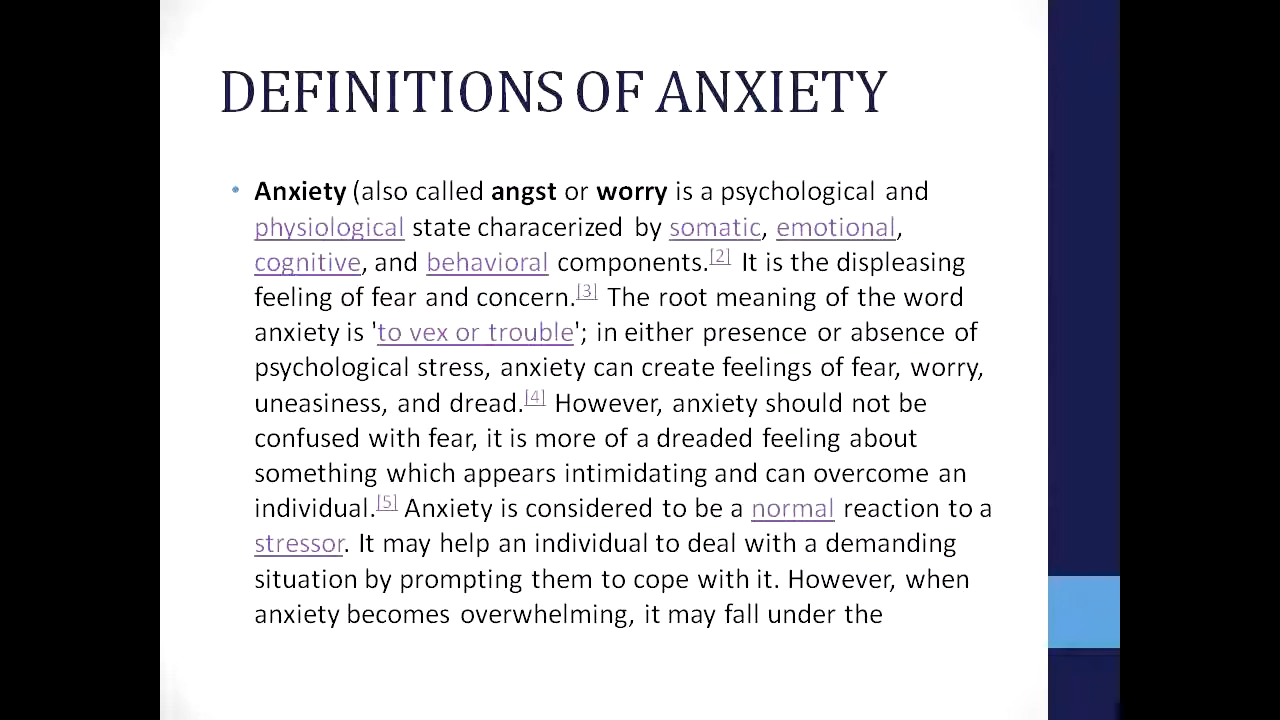 DEFINITIONS OF ANXIETY
• Anxiety (also called angst or worry is a psychological and
physiological state characerized by somatic, emotional,
cognitive, and behavioral components.[2] It is the displeasing
feeling of fear and concern.[3] The root meaning of the word
anxiety is 'to vex or trouble'; in either presence or absence of
psychological stress, anxiety can create feelings of fear, worry,
uneasiness, and dread.[4] However, anxiety should not be
confused with fear, it is more of a dreaded feeling about
something which appears intimidating and can overcome an
individual.[5] Anxiety is considered to be a normal reaction to a
stressor. It may help an individual to deal with a demanding
situation by prompting them to cope with it. However, when
anxiety becomes overwhelming, it may fall under the